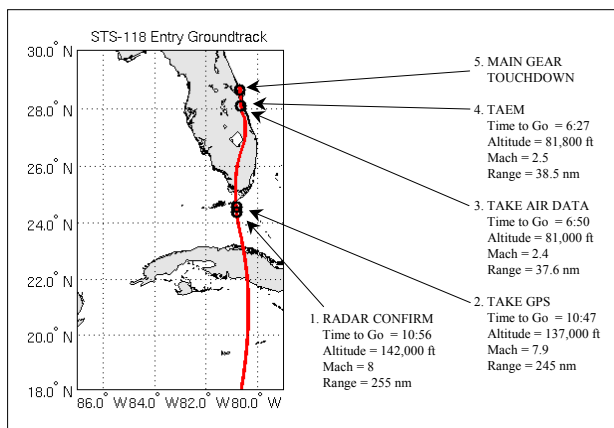 STS-118 Entry Groundtrack
30.0° N
28.0° N
26.0° N
24.0° N
22.0° N
20.0° N
18.0° N
86.0° W84.0° W82.0° W80.0° W
5. MAIN GEAR
TOUCHDOWN
4. TAEM
Time to Go = 6:27
Altitude = 81,800 ft
Mach = 2.5
Range = 38.5 nm
3. TAKE AIR DATA
Time to Go = 6:50
Altitude = 81,000 ft
Mach = 2.4
Range = 37.6 nm
2. TAKE GPS
Time to Go = 10:47
Altitude = 137,000 ft
Mach = 7.9
Range = 245 nm
1. RADAR CONFIRM
Time to Go = 10:56
Altitude = 142,000 ft
Mach = 8
Range = 255 nm